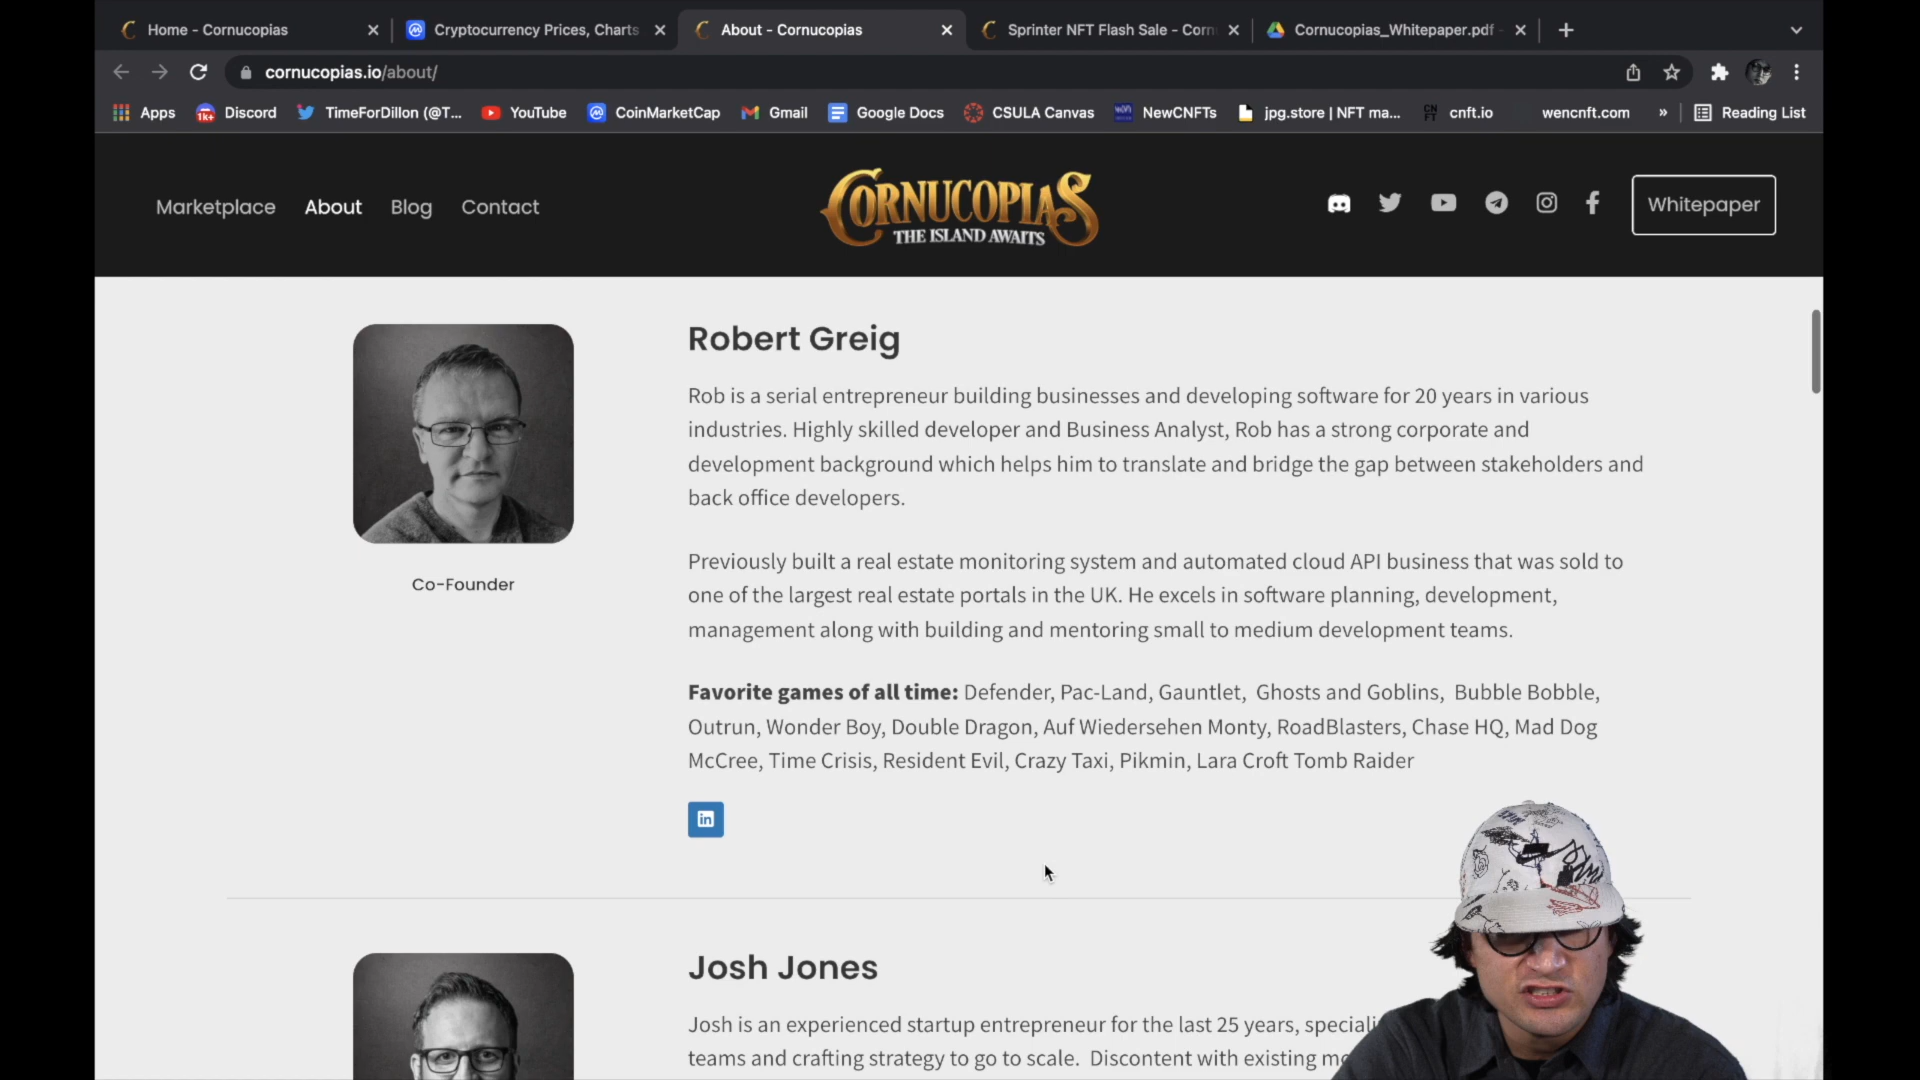 Home - Cornucopias
Cryptocurrency Prices, Charts
About - Cornucopias
Sprinter NFT Flash Sale - Corn
Cornucopias_Whitepaper.pdf -
cornucopias.io/about/
Apps
Discord
TimeForDillon (@T...
YouTube
CoinMarketCap
Gmail
Google Docs
CSULA Canvas
NewCNFTs
jpg.store | NFT ma...
cnft.io
wencnft.com
»
Reading List
Marketplace
About
Blog
Contact
CORNUCOPIAS
THE ISLAND AWAITS
Whitepaper
Robert Greig
Rob is a serial entrepreneur building businesses and developing software for 20 years in various
industries. Highly skilled developer and Business Analyst, Rob has a strong corporate and
development background which helps him to translate and bridge the gap between stakeholders and
back office developers.
Co-Founder
Previously built a real estate monitoring system and automated cloud API business that was sold to
one of the largest real estate portals in the UK. He excels in software planning, development,
management along with building and mentoring small to medium development teams.
Favorite games of all time: Defender, Pac-Land, Gauntlet, Ghosts and Goblins, Bubble Bobble,
Outrun, Wonder Boy, Double Dragon, Auf Wiedersehen Monty, RoadBlasters, Chase HQ, Mad Dog
McCree, Time Crisis, Resident Evil, Crazy Taxi, Pikmin, Lara Croft Tomb Raider
in
Josh Jones
Josh is an experienced startup entrepreneur for the last 25 years,
teams and crafting strategy to go to scale. Discontent with existing